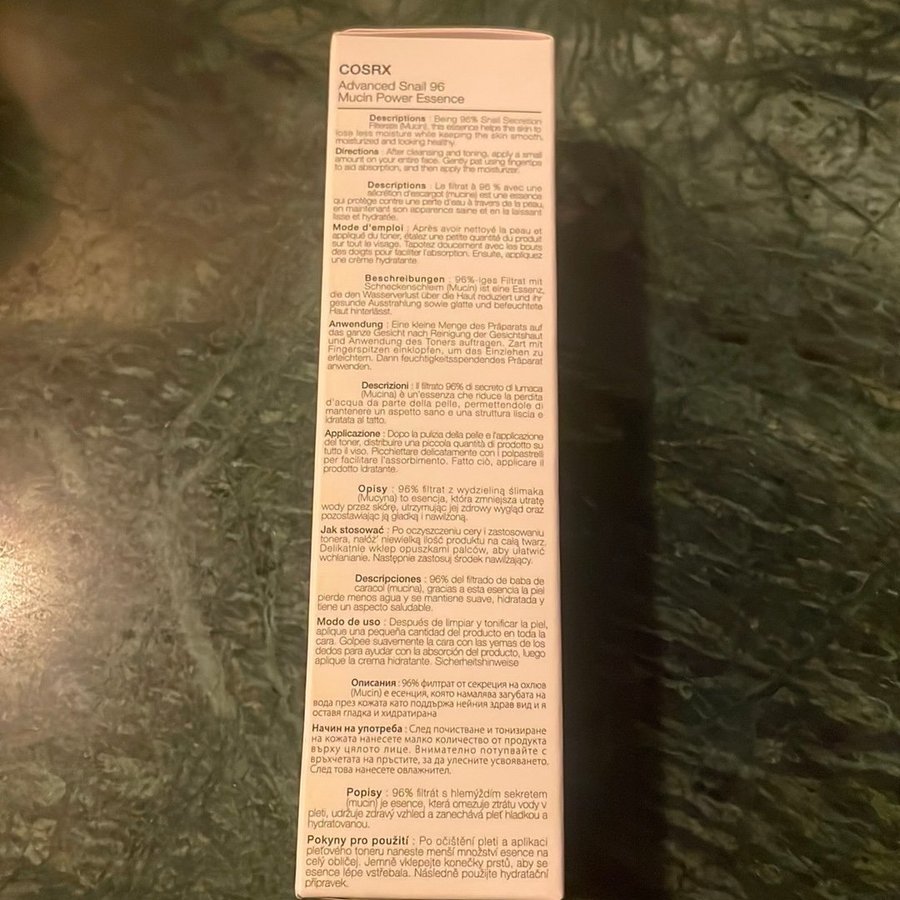 COSRX
Advanced Snail 96
Mucin Power Essence
Descriptions : Being 96% Snail Secretion
Filterate (Mucin), this essence helps the skin to
lose less moisture while keeping the skin smooth,
moisturized and looking healthy.
Directions : After cleansing and toning, apply a small
amount on your entire face. Gently pat using fingertips
to aid absorption, and then apply the moisturizer.
Descriptions : Le filtrat à 96 % avec une
sécrétion d'escargot (mucine) est une essence
qui protège contre une perte d'eau à travers de la peau,
en maintenant son apparence saine et en la laissant
lisse et hydratée.
Mode d'emploi : Après avoir nettoyé la peau et
appliqué du toner, étalez une petite quantité du produit
sur tout le visage. Tapotez doucement avec les bouts
des doigts pour faciliter l'absorption. Ensuite, appliquez
une crème hydratante
Beschreibungen : 96%-iges Filtrat mit
Schneckenschleim (Mucin) ist eine Essenz,
die den Wasserverlust über die Haut reduziert und ihr
gesunde Ausstrahlung sowie glatte und befeuchtete
Haut hinterlässt.
Anwendung : Eine kleine Menge des Präparats auf
das ganze Gesicht nach Reinigung der Gesichtshaut
und Anwendung des Toners auftragen. Zart mit
Fingerspitzen einklopfen, um das Einziehen zu
erleichtern. Dann feuchtigkeitsspendendes Präparat
anwenden.
Descrizioni : Il filtrato 96% di secreto di lumaca
(Mucina) è un'essenza che riduce la perdita
d'acqua da parte della pelle, permettendole di
mantenere un aspetto sano e una struttura liscia e
idratata al tatto.
Applicazione : Dopo la pulizia della pelle e l'applicazione
del toner, distribuire una piccola quantità di prodotto su
tutto il viso. Picchiettare delicatamente con i polpastrelli
per facilitare l'assorbimento. Fatto ciò, applicare il
prodotto idratante.
Opisy : 96% filtrat z wydzieliną ślimaka
(Mucyna) to esencja, która zmniejsza utratę
wody przez skórę, utrzymując jej zdrowy wygląd oraz
pozostawiając ją gładką i nawilżoną.
Jak stosować : Po oczyszczeniu cery i zastosowaniu
tonera, nałóż' niewielką ilość produktu na całą twarz.
Delikatnie wklep opuszkami palców, aby ułatwić
wchłanianie. Następnie zastosuj środek nawilżający.
Descripciones : 96% del filtrado de baba de
caracol (mucina), gracias a esta esencia la piel
pierde menos agua y se mantiene suave, hidratada y
tiene un aspecto saludable.
Modo de uso : Después de limpiar y tonificar la piel,
aplique una pequeña cantidad del producto en toda la
cara. Golpee suavemente la cara con las yemas de los
dedos para ayudar con la absorción del producto, luego
aplique la crema hidratante. Sicherheitshinweise
Описания : 96% филтрат от секреция на охлюв
(Mucin) е есенция, която намалява загубата на
вода през кожата като поддържа нейния здрав вид и я
оставя гладка и хидратирана
Начин на употреба : След почистване и тонизиране
на кожата нанесете малко количество от продукта
върху цялото лице. Внимателно потупвайте с
връхчетата на пръстите, за да улесните усвояването.
След това нанесете овлажнител.
Popisy : 96% filtrát s hlemýždím sekretem
(mucin) je esence, která omezuje ztrátu vody v
pleti, udržuje zdravý vzhled a zanechává pleť hladkou a
hydratovanou.
Pokyny pro použití : Po očištění pleti a aplikaci
pleťového toneru naneste menší množství esence na
celý obličej. Jemně vklepejte konečky prstů, aby se
esence lépe vstřebala. Následně použijte hydratační
přípravek.